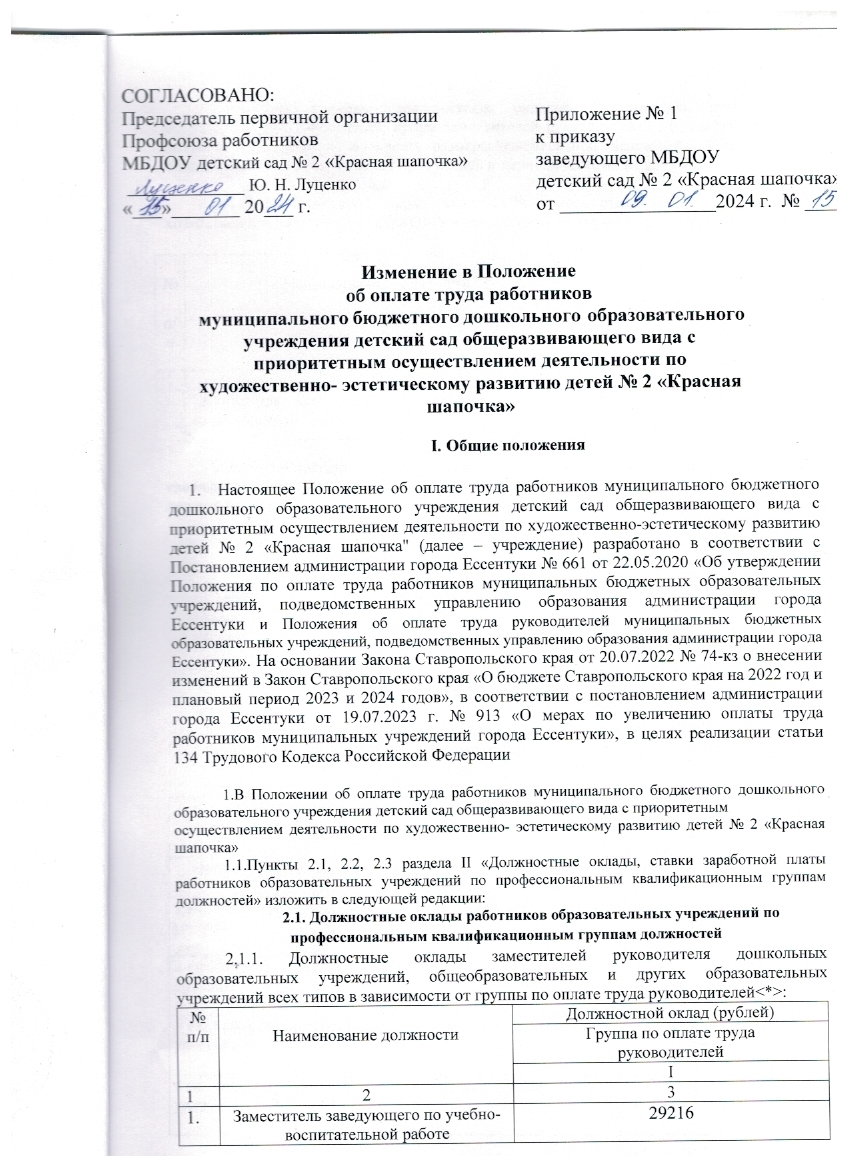 СОГЛАСОВАНО:
Председатель первичной организации
Профсоюза работников
МБДОУ детский сад № 2 «Красная шапочка»
Луценко Ю. Н. Луценко
«15» 01 2024 г.
Приложение № 1
к приказу
заведующего МБДОУ
детский сад № 2 «Красная шапочка»
от 09. 01. 2024 г. № 15
Изменение в Положение
об оплате труда работников
муниципального бюджетного дошкольного образовательного
учреждения детский сад общеразвивающего вида с
приоритетным осуществлением деятельности по
художественно- эстетическому развитию детей № 2 «Красная
шапочка»
I. Общие положения
1. Настоящее Положение об оплате труда работников муниципального бюджетного
дошкольного образовательного учреждения детский сад общеразвивающего вида с
приоритетным осуществлением деятельности по художественно-эстетическому развитию
детей № 2 «Красная шапочка" (далее – учреждение) разработано в соответствии с
Постановлением администрации города Ессентуки № 661 от 22.05.2020 «Об утверждении
Положения по оплате труда работников муниципальных бюджетных образовательных
учреждений, подведомственных управлению образования администрации города
Ессентуки и Положения об оплате труда руководителей муниципальных бюджетных
образовательных учреждений, подведомственных управлению образования администрации города
Ессентуки». На основании Закона Ставропольского края от 20.07.2022 № 74-кз о внесении
изменений в Закон Ставропольского края «О бюджете Ставропольского края на 2022 год и
плановый период 2023 и 2024 годов», в соответствии с постановлением администрации
города Ессентуки от 19.07.2023 г. № 913 «О мерах по увеличению оплаты труда
работников муниципальных учреждений города Ессентуки», в целях реализации статьи
134 Трудового Кодекса Российской Федерации
1.В Положении об оплате труда работников муниципального бюджетного дошкольного
образовательного учреждения детский сад общеразвивающего вида с приоритетным
осуществлением деятельности по художественно- эстетическому развитию детей № 2 «Красная
шапочка»
1.1.Пункты 2.1, 2.2, 2.3 раздела II «Должностные оклады, ставки заработной платы
работников образовательных учреждений по профессиональным квалификационным группам
должностей» изложить в следующей редакции:
2.1. Должностные оклады работников образовательных учреждений по
профессиональным квалификационным группам должностей
2.1.1. Должностные оклады заместителей руководителя дошкольных
образовательных учреждений, общеобразовательных и других образовательных
учреждений всех типов в зависимости от группы по оплате труда руководителей<*>:
№
п/п
Наименование должности
Должностной оклад (рублей)
Группа по оплате труда
руководителей
I
1 2 3
1. Заместитель заведующего по учебно- 29216
воспитательной работе